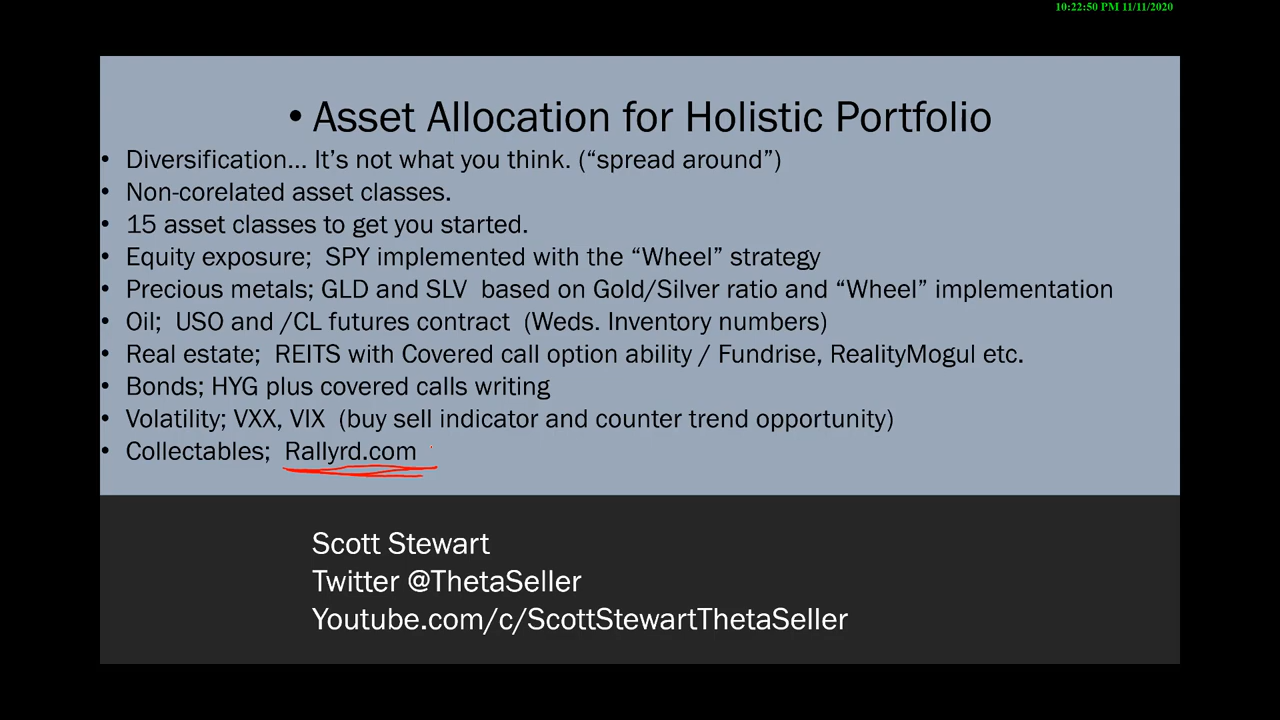 10:22:50 PM 11/11/2020
• Asset Allocation for Holistic Portfolio
• Diversification... It's not what you think. (“spread around”)
• Non-corelated asset classes.
• 15 asset classes to get you started.
• Equity exposure;  SPY implemented with the “Wheel” strategy
• Precious metals; GLD and SLV  based on Gold/Silver ratio and “Wheel” implementation
• Oil;  USO and /CL futures contract  (Weds. Inventory numbers)
• Real estate;  REITS with Covered call option ability / Fundrise, RealityMogul etc.
• Bonds; HYG plus covered calls writing
• Volatility; VXX, VIX  (buy sell indicator and counter trend opportunity)
• Collectables;  Rallyrd.com
Scott Stewart
Twitter @ThetaSeller
Youtube.com/c/ScottStewartThetaSeller